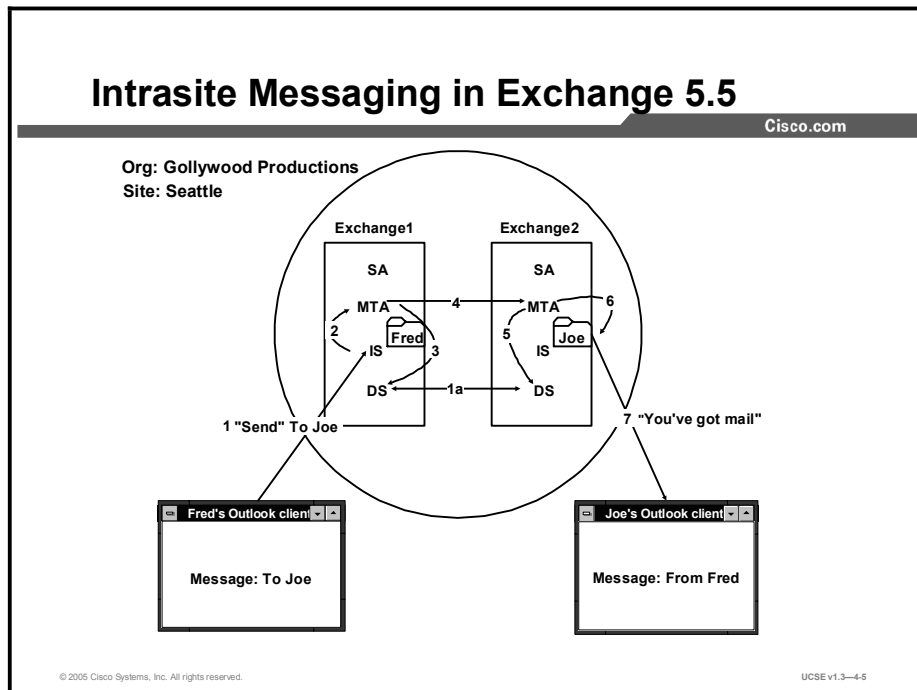 Intrasite Messaging in Exchange 5.5
Cisco.com
Org: Gollywood Productions
Site: Seattle
Exchange1
Exchange2
SA
SA
MTA
4
MTA
6
2
Fred
3
5
Joe
IS
IS
DS
1a
DS
1 "Send" To Joe
7 "You've got mail"
Fred's Outlook client
Joe's Outlook client
Message: To Joe
Message: From Fred
© 2005 Cisco Systems, Inc. All rights reserved.
UCSE v1.3—4-5